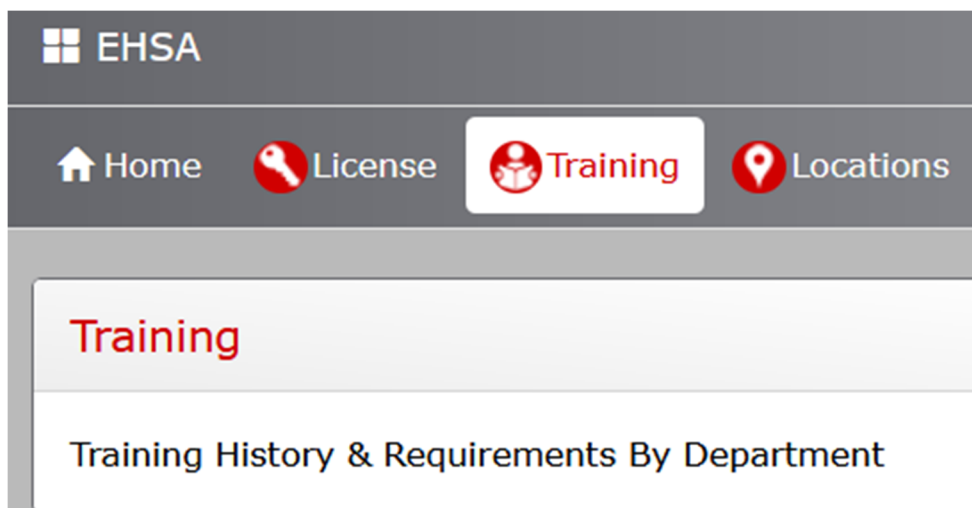 EHSA
Home License Training Locations
Training
Training History & Requirements By Department